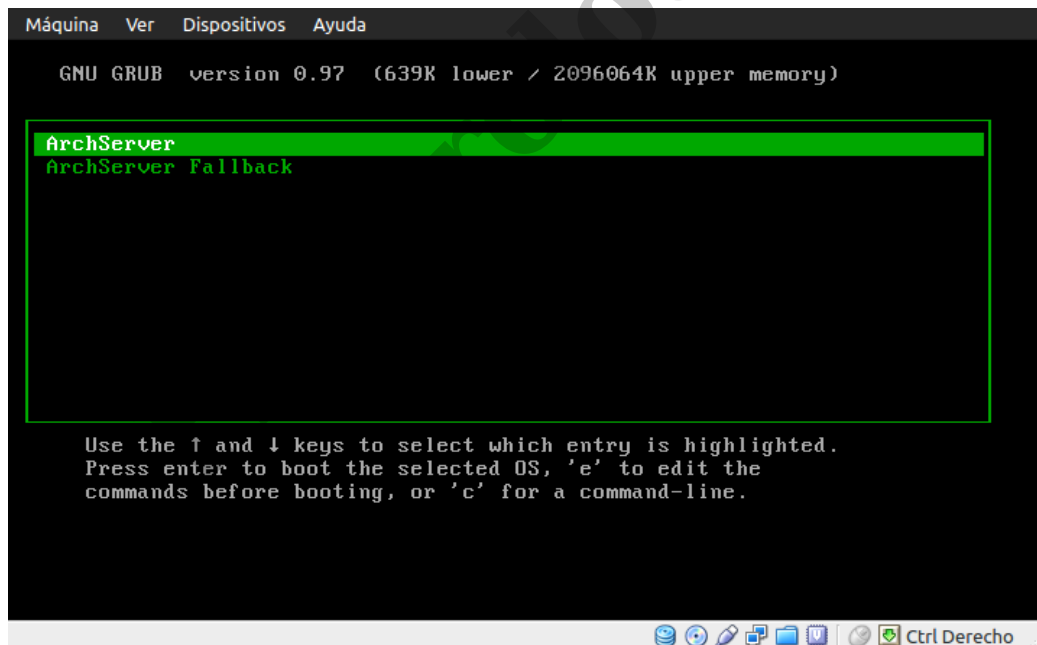 Máquina Ver Dispositivos Ayuda
GNU GRUB version 0.97 (639K lower / 2096064K upper memory)
ArchServer
ArchServer Fallback
Use the ↑ and ↓ keys to select which entry is highlighted.
Press enter to boot the selected OS, 'e' to edit the
commands before booting, or 'c' for a command-line.
Ctrl Derecho